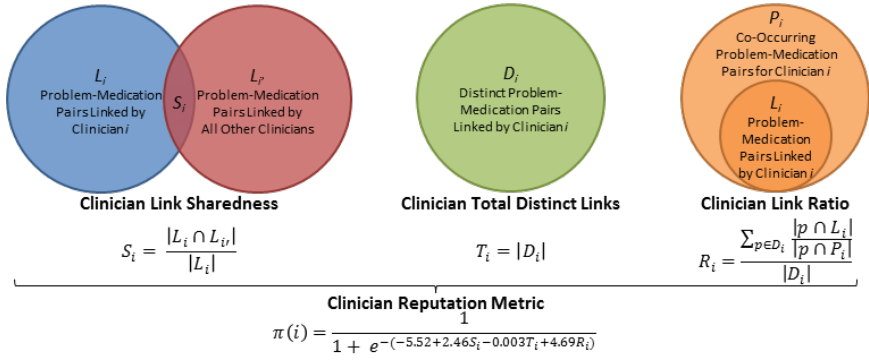 L_i
Problem-Medication
Pairs Linked by
Clinician i
S_i
L_i'
Problem-Medication
Pairs Linked by
All Other Clinicians
D_i
Distinct Problem-
Medication Pairs
Linked by Clinician i
P_i
Co-Occurring
Problem-Medication
Pairs for Clinician i
L_i
Problem-
Medication
Pairs Linked
by Clinician i
Clinician Link Sharedness
Clinician Total Distinct Links
Clinician Link Ratio
S_i = |L_i ∩ L_i'| / |L_i|
T_i = |D_i|
R_i = (∑_{p∈D_i} |p ∩ L_i| / |p ∩ P_i|) / |D_i|
Clinician Reputation Metric
π(i) = 1 / (1 + e^{−(−5.52+2.46S_i−0.003T_i+4.69R_i)})